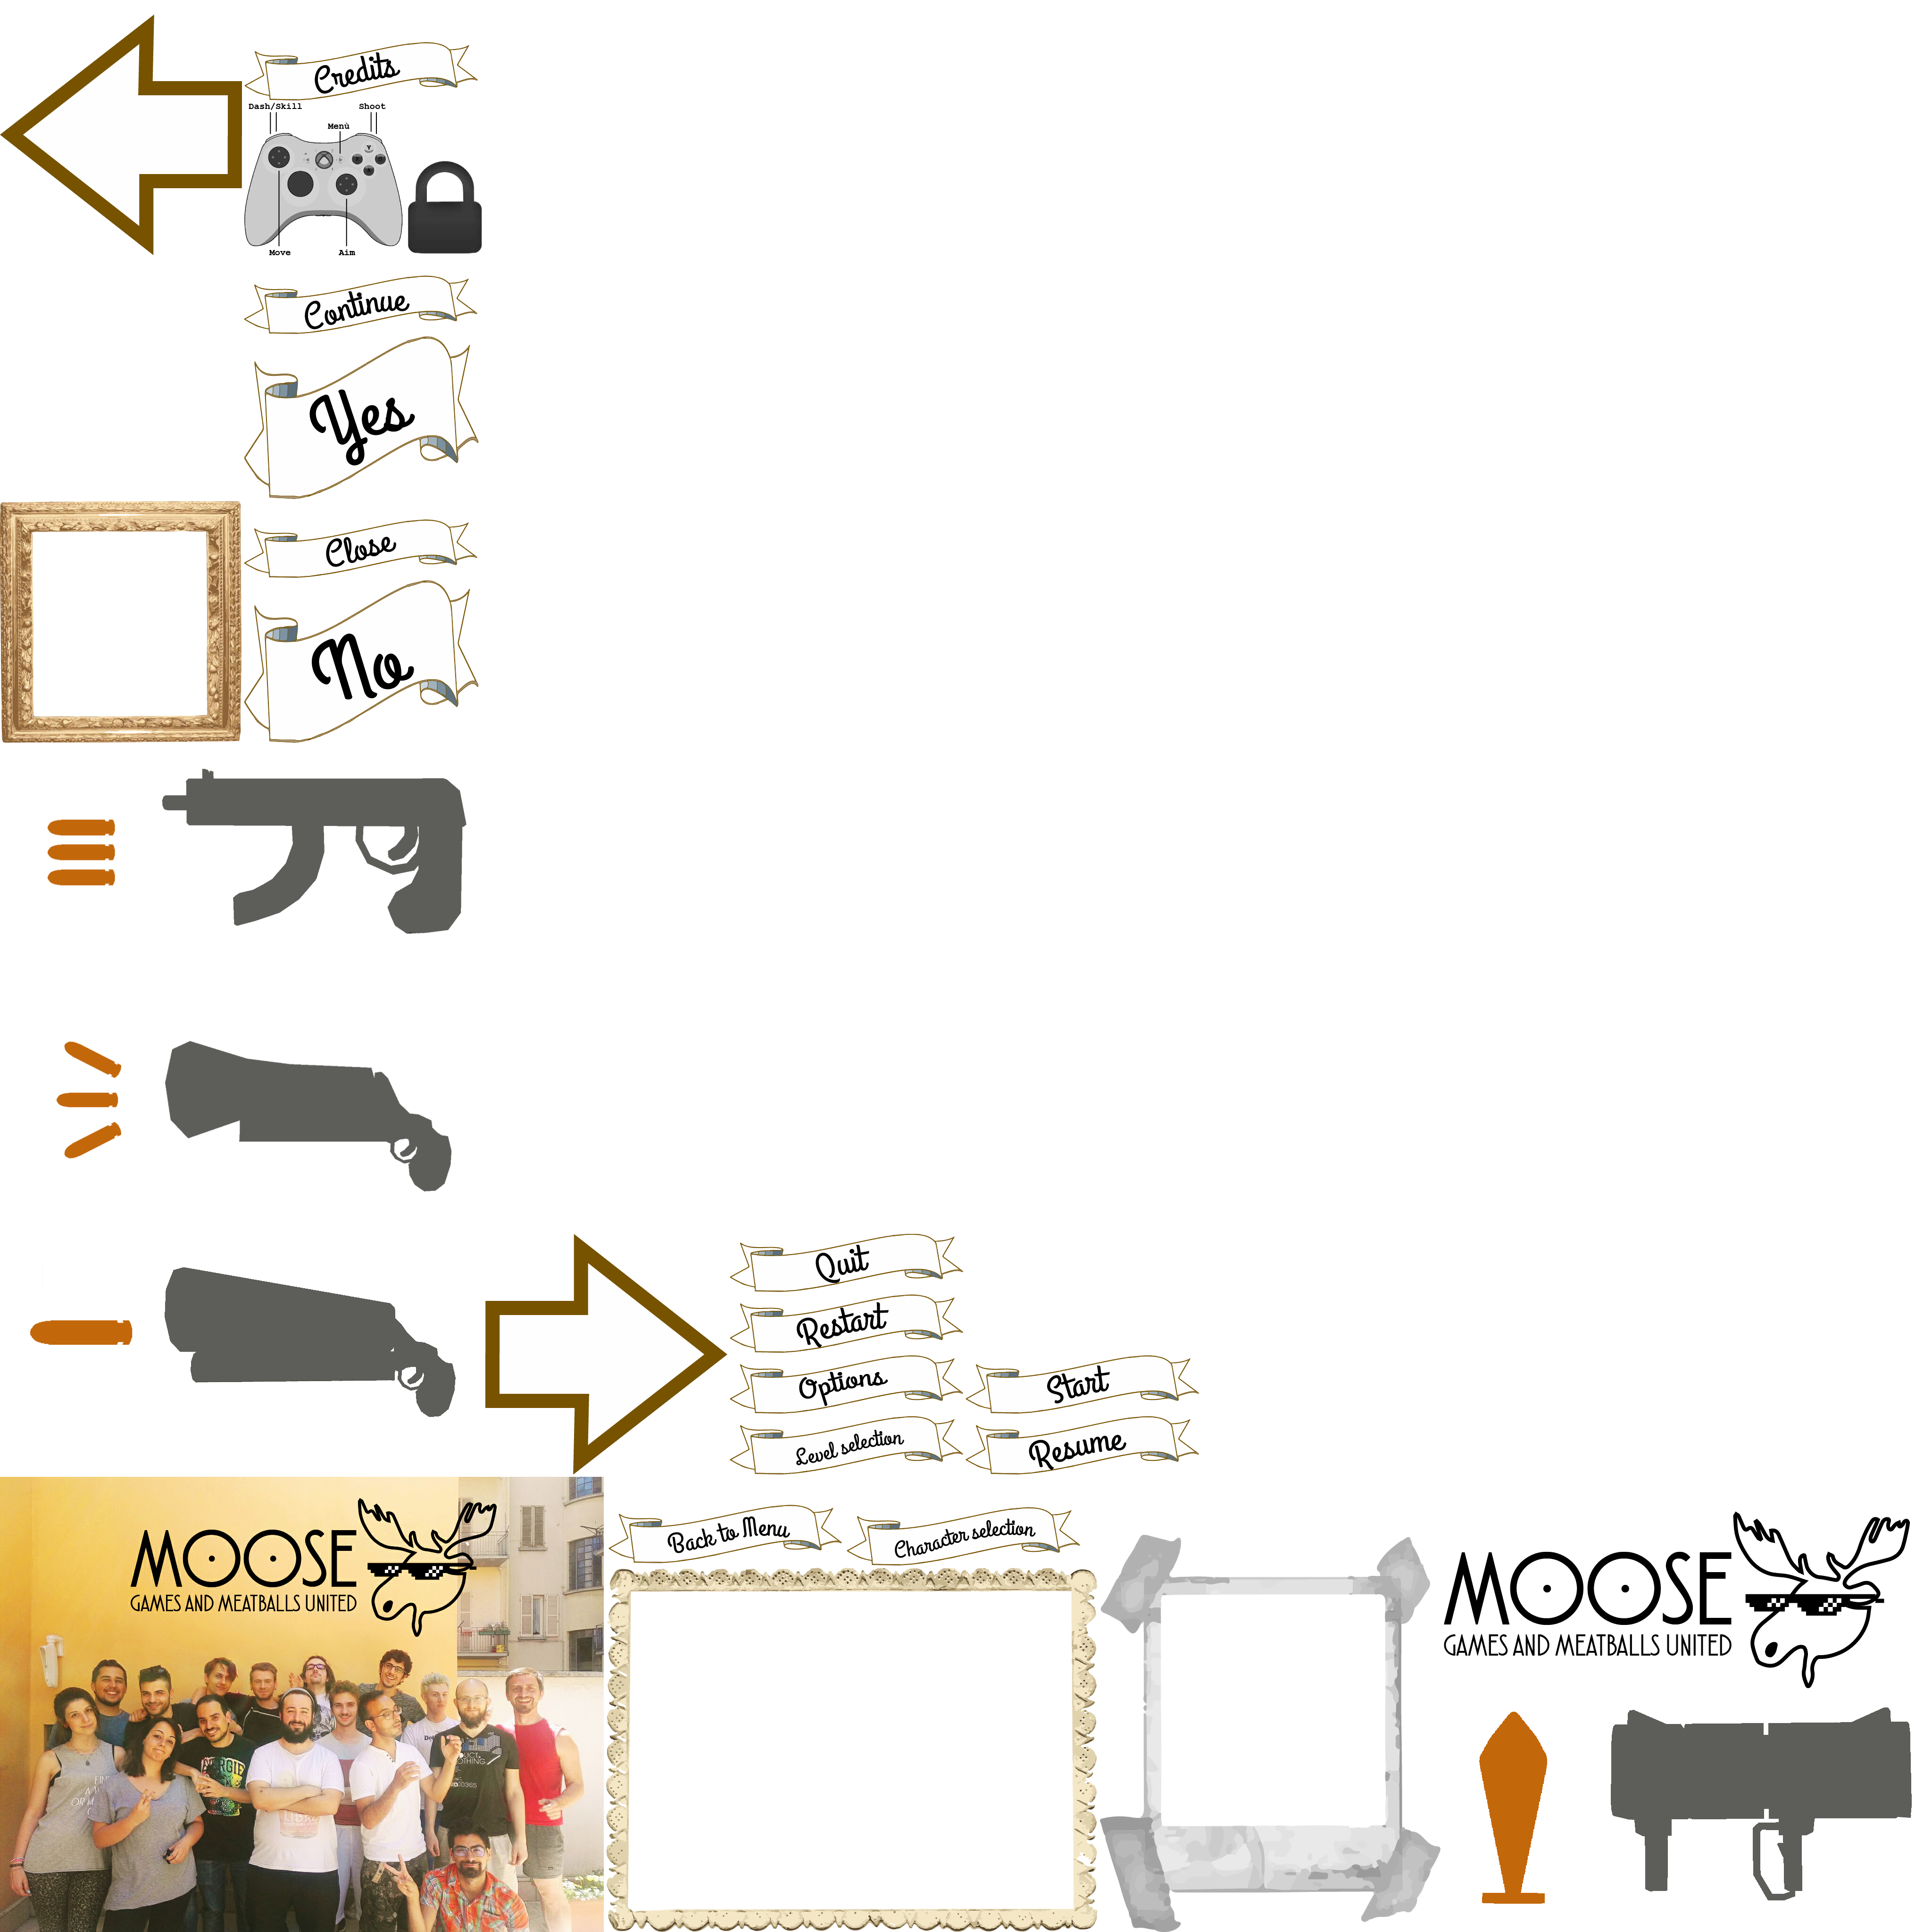 Credits
Dash/Skill
Shoot
Menù
Y
Move
Aim
Continue
Yes
Close
No
Quit
Restart
Options
Start
Level selection
Resume
Back to Menu
Character selection
MOOSE
GAMES AND MEATBALLS UNITED
MOOSE
GAMES AND MEATBALLS UNITED